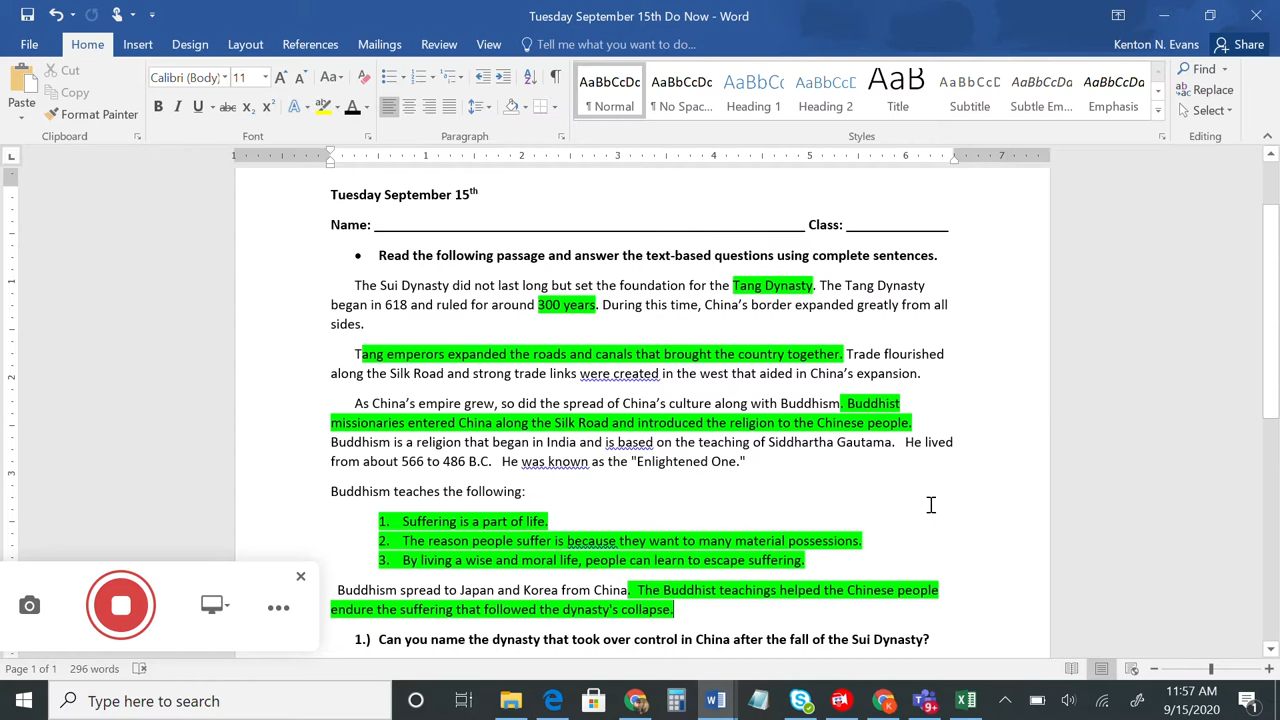 Tuesday September 15th Do Now - Word
Kenton N. Evans
Share
File Home Insert Design Layout References Mailings Review View Tell me what you want to do...
Paste
Cut
Copy
Format Painter
Calibri (Body) 11
AaBbCcDc AaBbCcDc AaBbCc AaBbCcD AaB AaBbCcD AaBbCcDc AaBbCcDc
¶ Normal ¶ No Spac... Heading 1 Heading 2 Title Subtitle Subtle Em... Emphasis
Find
Replace
Select
Clipboard Font Paragraph Styles Editing
1 1 2 3 4 5 6 7
Tuesday September 15th
Name: ____________________ Class: ______________
• Read the following passage and answer the text-based questions using complete sentences.
The Sui Dynasty did not last long but set the foundation for the Tang Dynasty. The Tang Dynasty
began in 618 and ruled for around 300 years. During this time, China’s border expanded greatly from all
sides.
Tang emperors expanded the roads and canals that brought the country together. Trade flourished
along the Silk Road and strong trade links were created in the west that aided in China’s expansion.
As China’s empire grew, so did the spread of China’s culture along with Buddhism. Buddhist
missionaries entered China along the Silk Road and introduced the religion to the Chinese people.
Buddhism is a religion that began in India and is based on the teaching of Siddhartha Gautama. He lived
from about 566 to 486 B.C. He was known as the "Enlightened One."
Buddhism teaches the following:
1. Suffering is a part of life.
2. The reason people suffer is because they want to many material possessions.
3. By living a wise and moral life, people can learn to escape suffering.
Buddhism spread to Japan and Korea from China. The Buddhist teachings helped the Chinese people
endure the suffering that followed the dynasty's collapse.
1.) Can you name the dynasty that took over control in China after the fall of the Sui Dynasty?
Page 1 of 1 296 words
100%
Type here to search
11:57 AM
9/15/2020